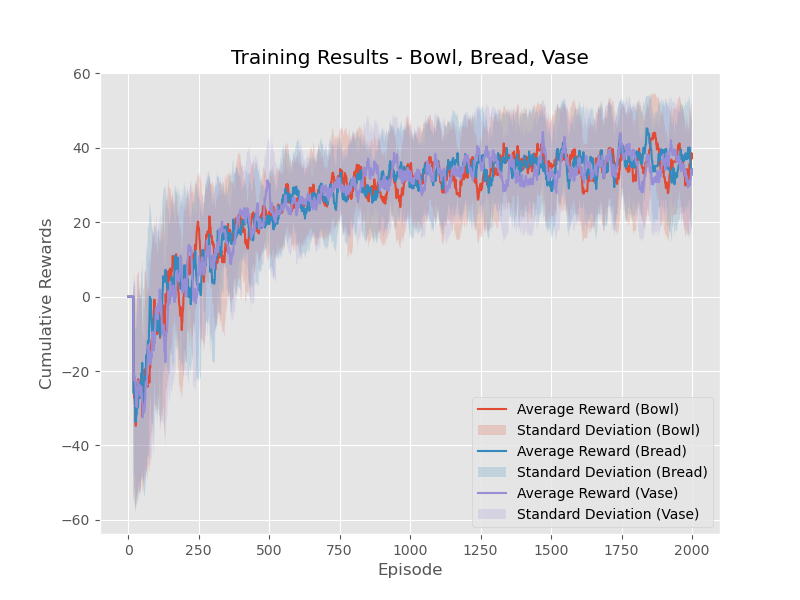 Training Results - Bowl, Bread, Vase
Cumulative Rewards
60
40
20
0
−20
−40
−60
Average Reward (Bowl)
Standard Deviation (Bowl)
Average Reward (Bread)
Standard Deviation (Bread)
Average Reward (Vase)
Standard Deviation (Vase)
0 250 500 750 1000 1250 1500 1750 2000
Episode